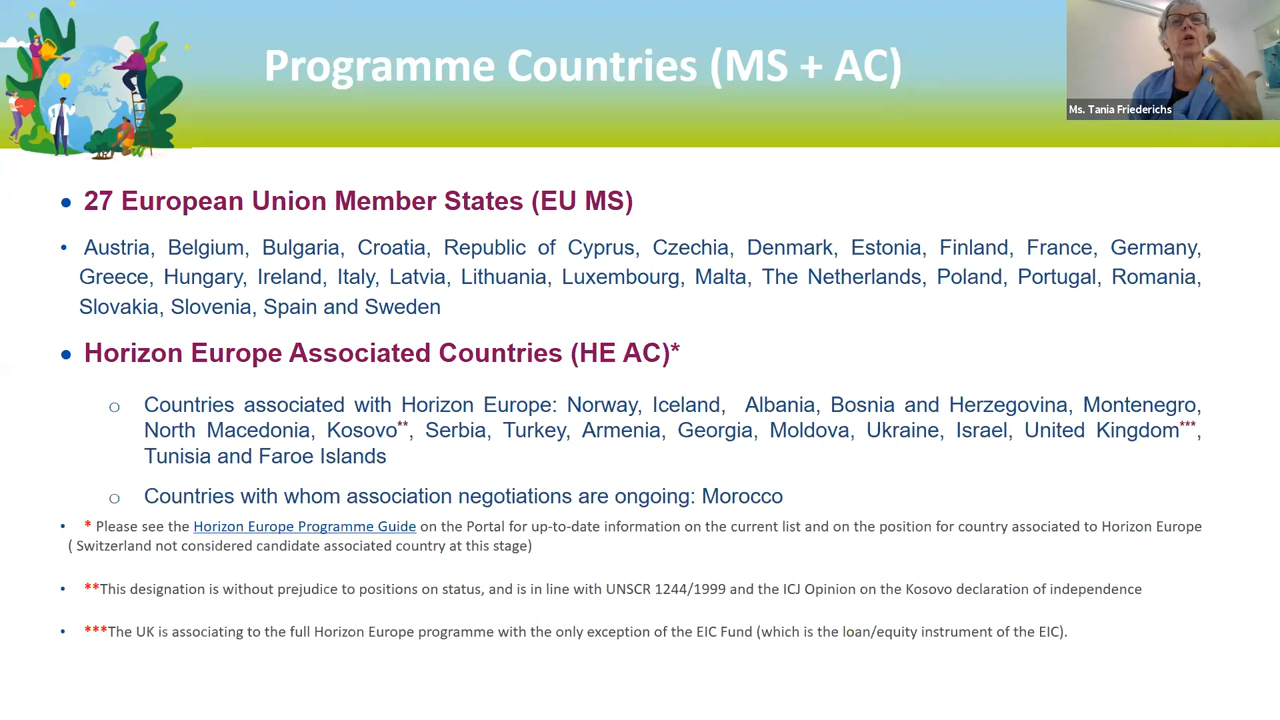 Programme Countries (MS + AC)
Ms. Tania Friederichs
• 27 European Union Member States (EU MS)
• Austria, Belgium, Bulgaria, Croatia, Republic of Cyprus, Czechia, Denmark, Estonia, Finland, France, Germany,
Greece, Hungary, Ireland, Italy, Latvia, Lithuania, Luxembourg, Malta, The Netherlands, Poland, Portugal, Romania,
Slovakia, Slovenia, Spain and Sweden
• Horizon Europe Associated Countries (HE AC)*
o Countries associated with Horizon Europe: Norway, Iceland, Albania, Bosnia and Herzegovina, Montenegro,
North Macedonia, Kosovo**, Serbia, Turkey, Armenia, Georgia, Moldova, Ukraine, Israel, United Kingdom***,
Tunisia and Faroe Islands
o Countries with whom association negotiations are ongoing: Morocco
• * Please see the Horizon Europe Programme Guide on the Portal for up-to-date information on the current list and on the position for country associated to Horizon Europe
( Switzerland not considered candidate associated country at this stage)
• **This designation is without prejudice to positions on status, and is in line with UNSCR 1244/1999 and the ICJ Opinion on the Kosovo declaration of independence
• ***The UK is associating to the full Horizon Europe programme with the only exception of the EIC Fund (which is the loan/equity instrument of the EIC).